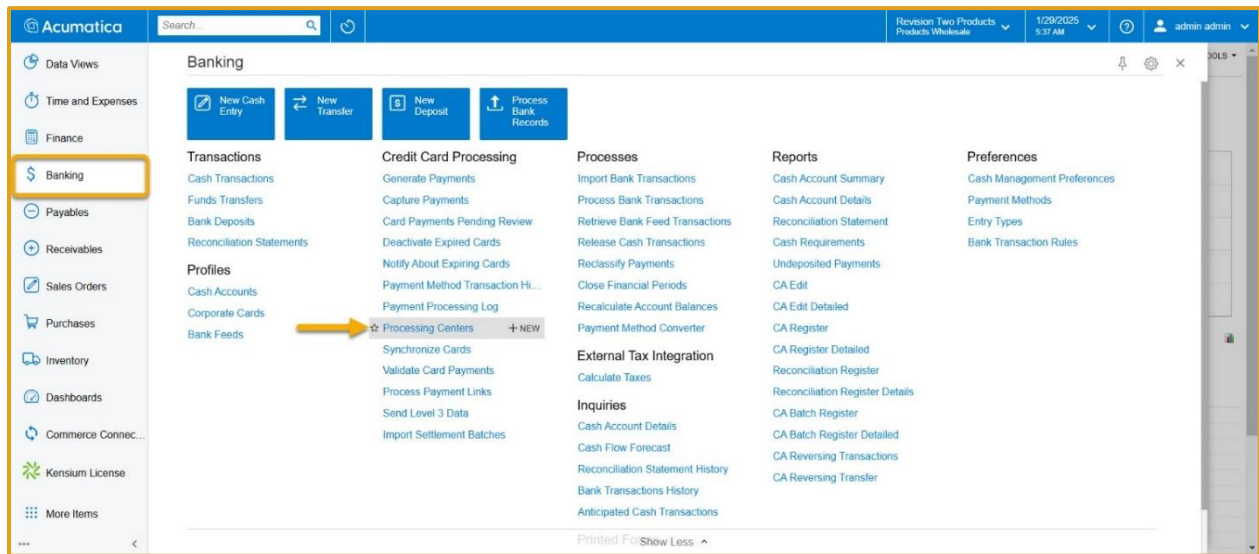 Acumatica
Search...
Revision Two Products
Products Wholesale
1/29/2025
5:37 AM
admin admin
Data Views
Time and Expenses
Finance
Banking
Payables
Receivables
Sales Orders
Purchases
Inventory
Dashboards
Commerce Connec...
Kensium License
More Items
Banking
OOLS
New Cash
Entry
New
Transfer
New
Deposit
Process
Bank
Records
Transactions
Cash Transactions
Funds Transfers
Bank Deposits
Reconciliation Statements
Profiles
Cash Accounts
Corporate Cards
Bank Feeds
Credit Card Processing
Generate Payments
Capture Payments
Card Payments Pending Review
Deactivate Expired Cards
Notify About Expiring Cards
Payment Method Transaction Hi...
Payment Processing Log
Processing Centers + NEW
Synchronize Cards
Validate Card Payments
Process Payment Links
Send Level 3 Data
Import Settlement Batches
Processes
Import Bank Transactions
Process Bank Transactions
Retrieve Bank Feed Transactions
Release Cash Transactions
Reclassify Payments
Close Financial Periods
Recalculate Account Balances
Payment Method Converter
External Tax Integration
Calculate Taxes
Inquiries
Cash Account Details
Cash Flow Forecast
Reconciliation Statement History
Bank Transactions History
Anticipated Cash Transactions
Printed Fo
Reports
Cash Account Summary
Cash Account Details
Reconciliation Statement
Cash Requirements
Undeposited Payments
CA Edit
CA Edit Detailed
CA Register
CA Register Detailed
Reconciliation Register
Reconciliation Register Details
CA Batch Register
CA Batch Register Detailed
CA Reversing Transactions
CA Reversing Transfer
Preferences
Cash Management Preferences
Payment Methods
Entry Types
Bank Transaction Rules
Show Less